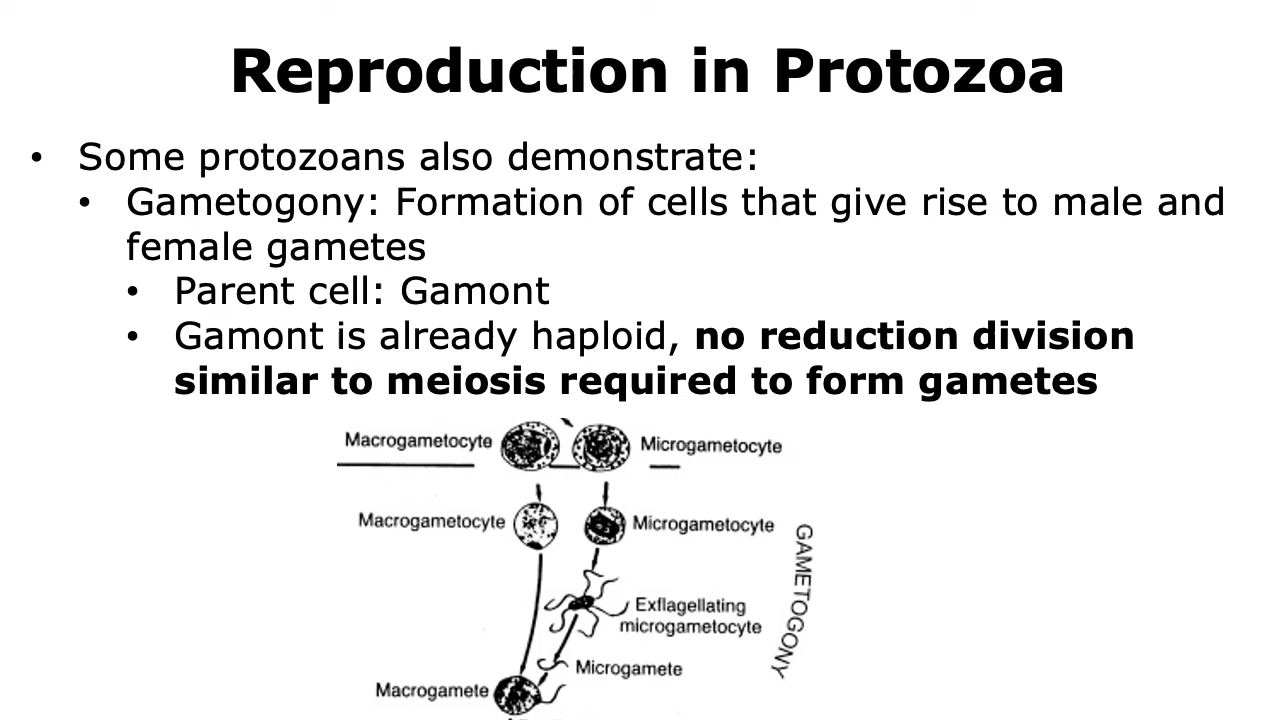 Reproduction in Protozoa
• Some protozoans also demonstrate:
• Gametogony: Formation of cells that give rise to male and
female gametes
• Parent cell: Gamont
• Gamont is already haploid, no reduction division
similar to meiosis required to form gametes
Macrogametocyte
Microgametocyte
Macrogametocyte
Microgametocyte
GAMETOGONY
Exflagellating
microgametocyte
Microgamete
Macrogamete